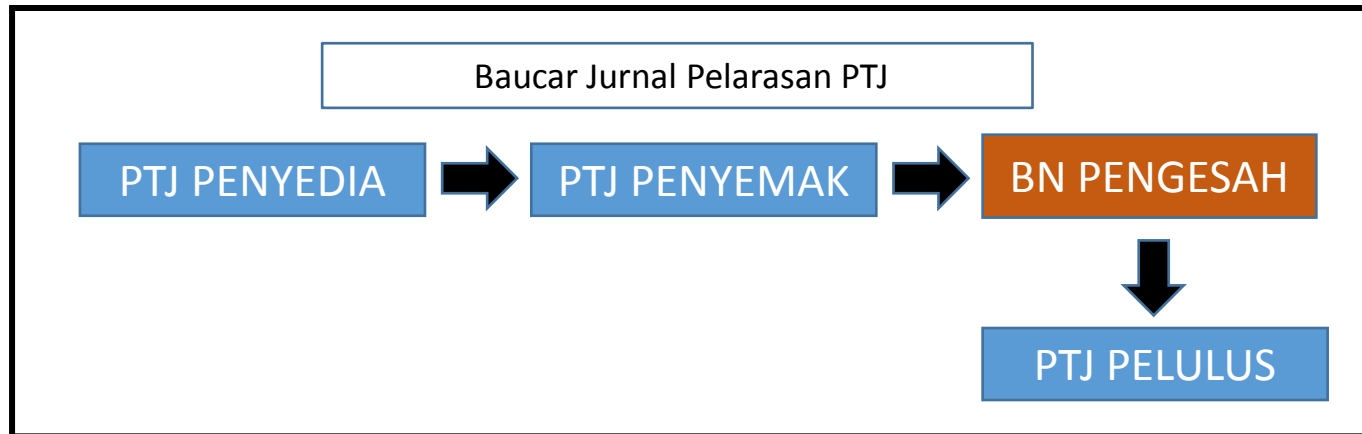 Baucar Jurnal Pelarasan PTJ
PTJ PENYEDIA
PTJ PENYEMAK
BN PENGESAH
PTJ PELULUS